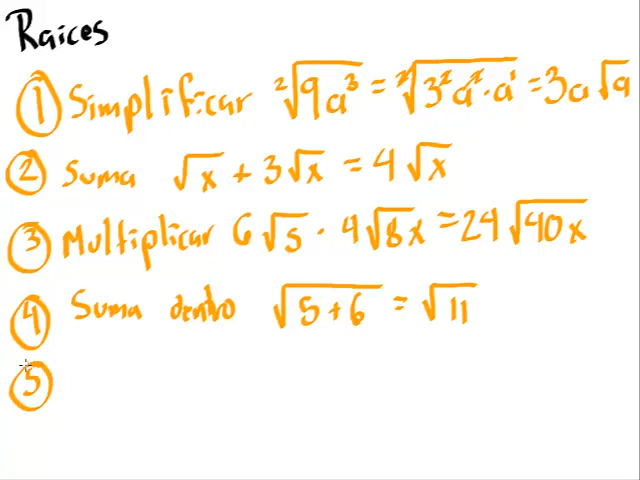 Raices
① Simplificar ²√9a³ = ²√3²a²·a¹ = 3a√a
② Suma √x + 3√x = 4√x
③ Multiplicar 6√5 · 4√8x = 24√40x
④ Suma dentro √5+6 = √11
⑤